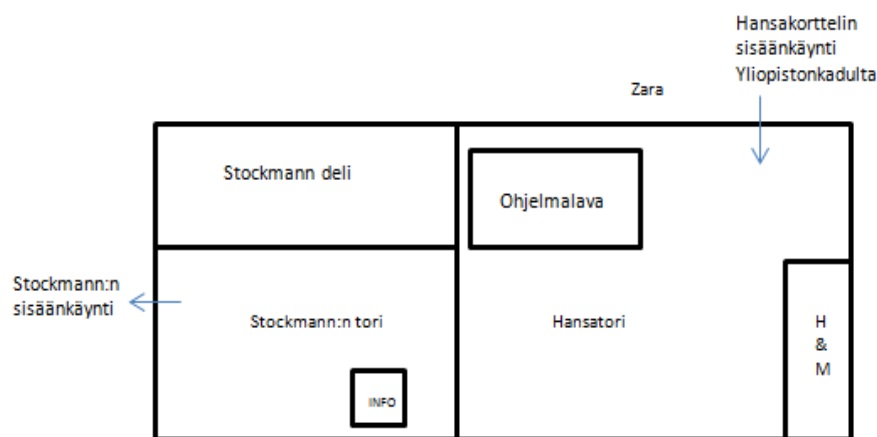 Hansakorttelin
sisäänkäynti
Yliopistonkadulta
Zara
Stockmann deli
Ohjelmalava
Stockmann:n
sisäänkäynti
Stockmann:n tori
Hansatori
H
&
M
INFO